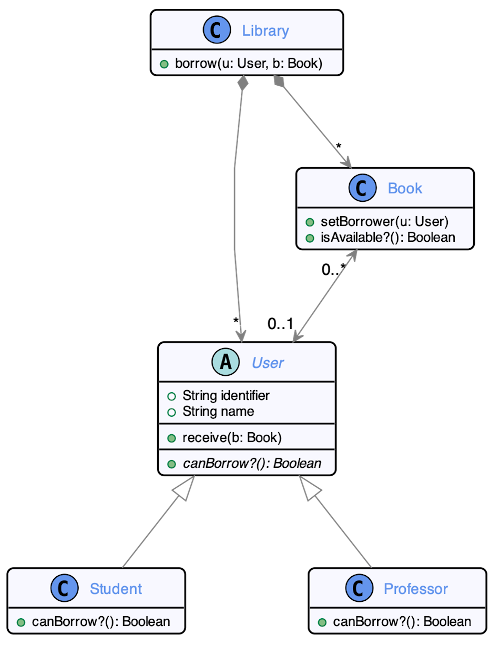 C Library
borrow(u: User, b: Book)
*
C Book
setBorrower(u: User)
isAvailable?(): Boolean
0..*
* 0..1
A User
String identifier
String name
receive(b: Book)
canBorrow?(): Boolean
C Student
canBorrow?(): Boolean
C Professor
canBorrow?(): Boolean